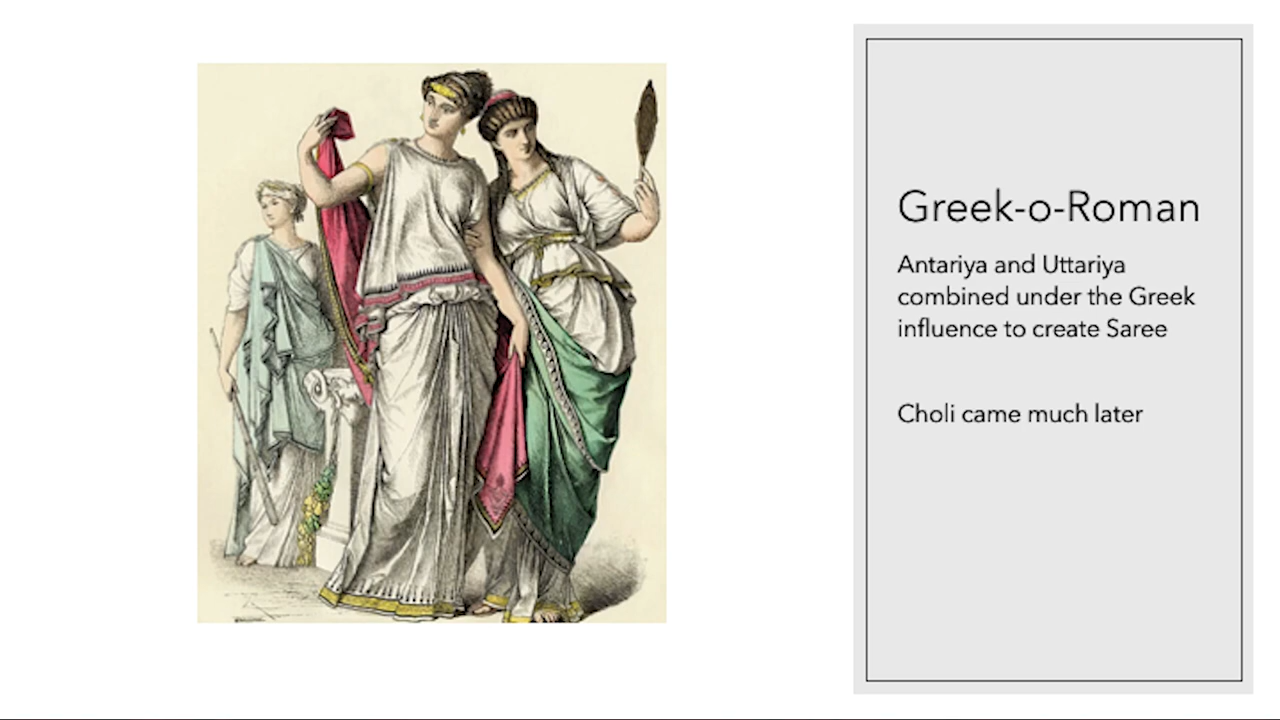 Greek-o-Roman
Antariya and Uttariya
combined under the Greek
influence to create Saree
Choli came much later